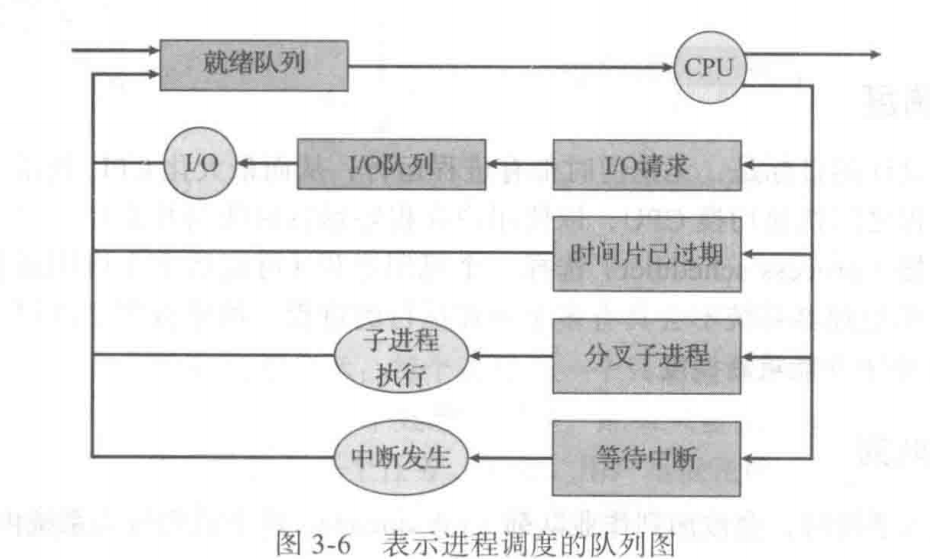 就绪队列
CPU
I/O
I/O队列
I/O请求
时间片已过期
子进程
执行
分叉子进程
中断发生
等待中断
图 3-6 表示进程调度的队列图